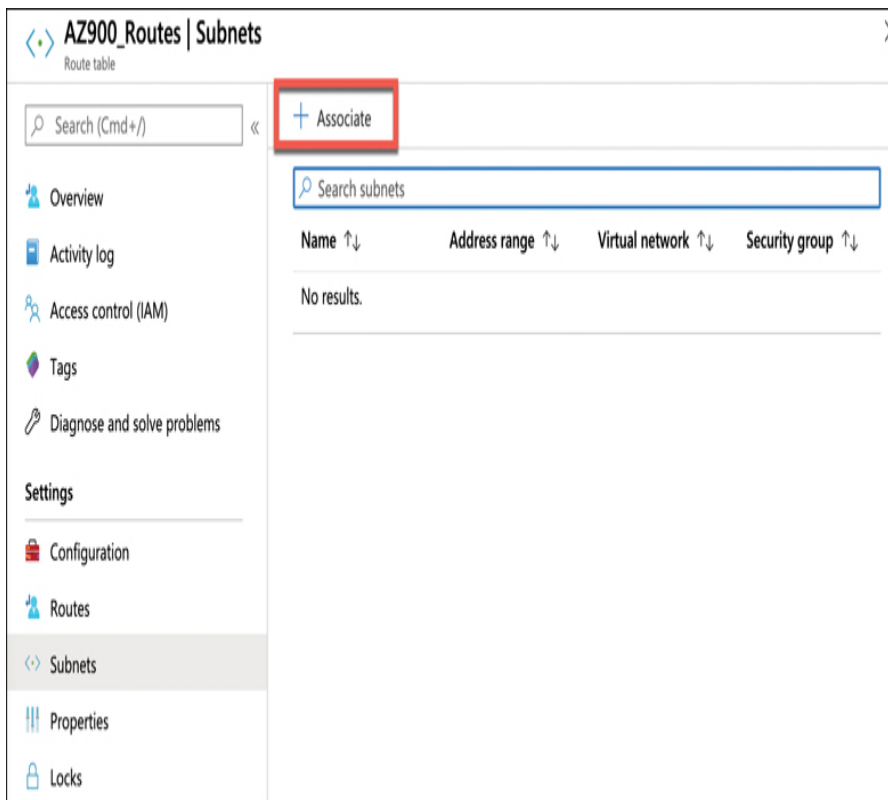 AZ900_Routes | Subnets
Route table
Search (Cmd+/)
«
Overview
Activity log
Access control (IAM)
Tags
Diagnose and solve problems
Settings
Configuration
Routes
Subnets
Properties
Locks
+ Associate
Search subnets
Name ↑↓ Address range ↑↓ Virtual network ↑↓ Security group ↑↓
No results.